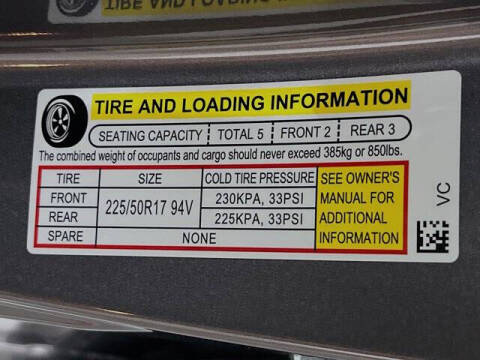 TIRE AND LOADING INFORMATION
SEATING CAPACITY | TOTAL 5 | FRONT 2 | REAR 3
The combined weight of occupants and cargo should never exceed 385kg or 850lbs.
TIRE SIZE COLD TIRE PRESSURE
FRONT 225/50R17 94V 230KPA, 33PSI
REAR 225KPA, 33PSI
SPARE NONE
SEE OWNER'S
MANUAL FOR
ADDITIONAL
INFORMATION
VC